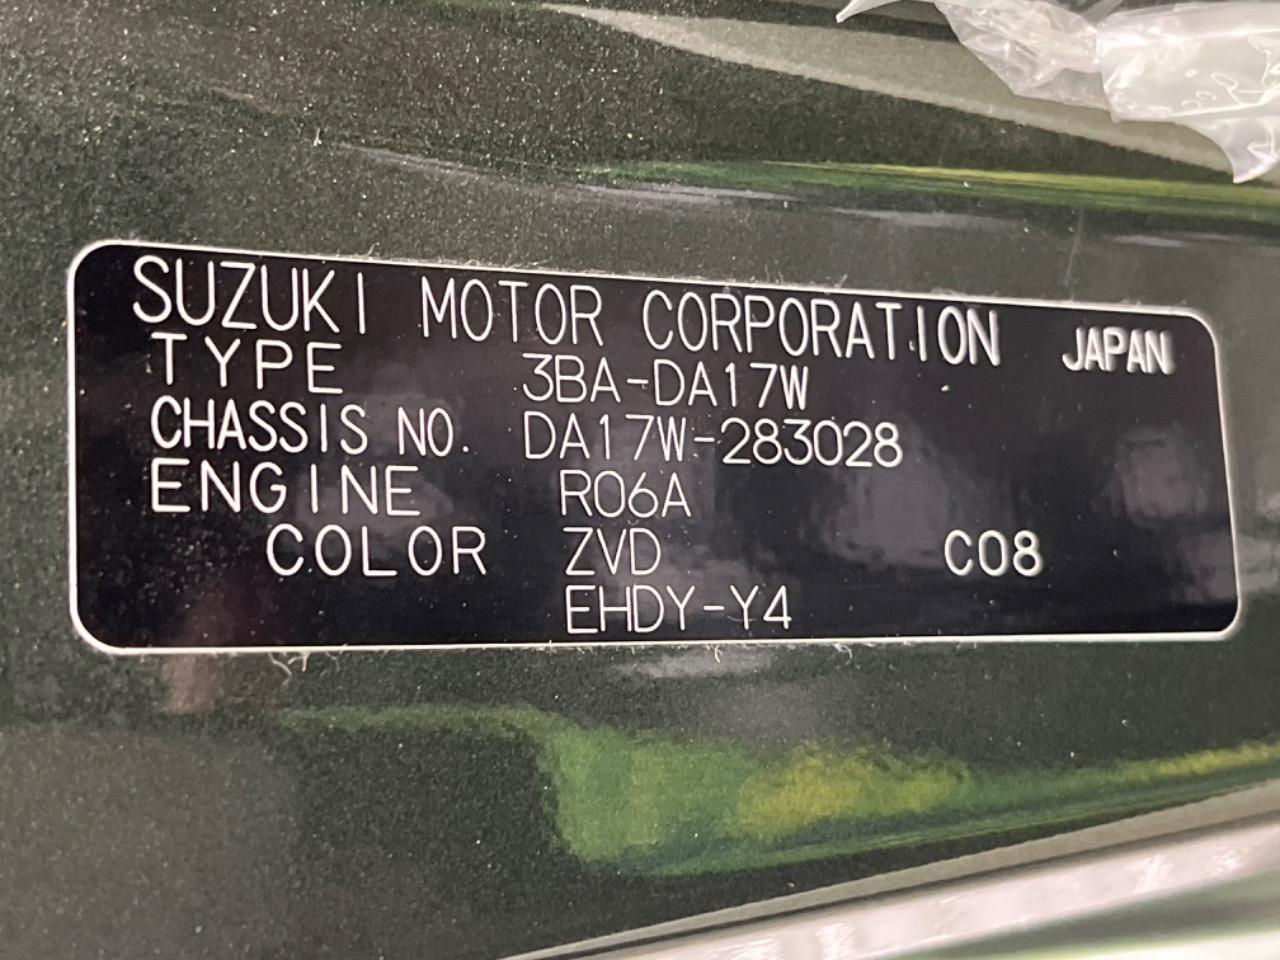 SUZUKI MOTOR CORPORATION JAPAN
TYPE 3BA-DA17W
CHASSIS NO. DA17W-283028
ENGINE R06A
COLOR ZVD C08
EHDY-Y4